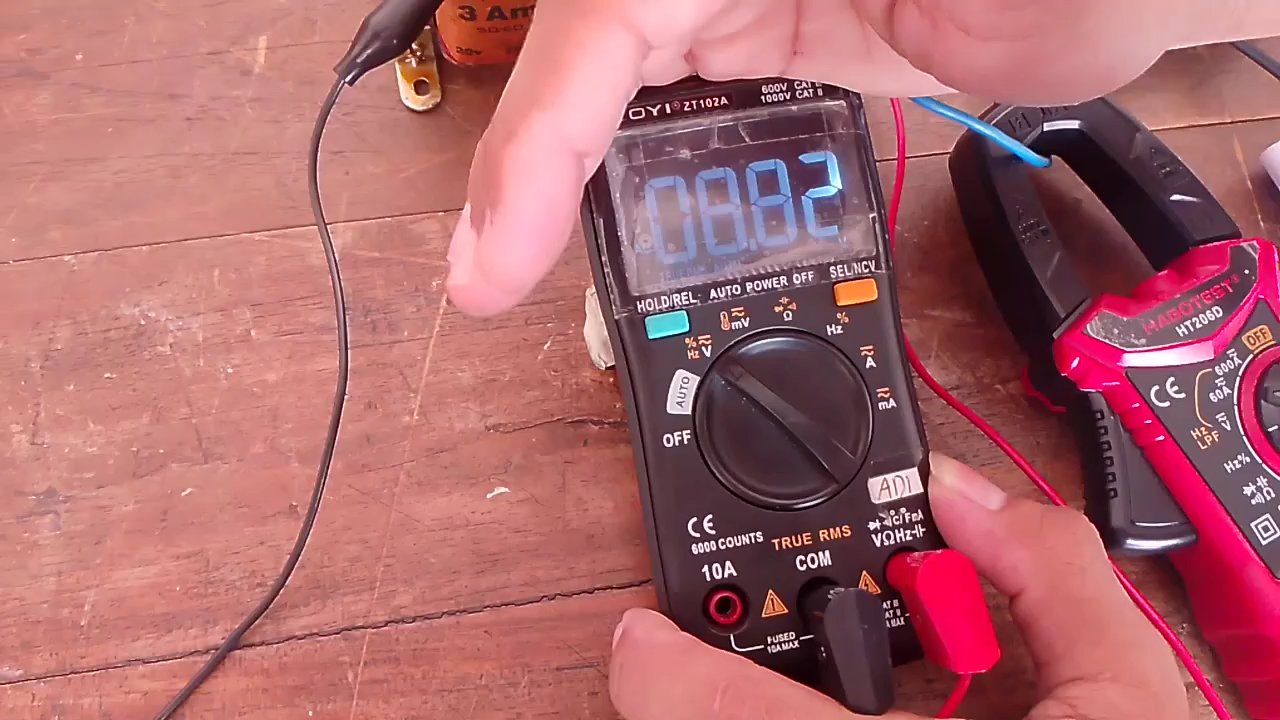 3 Am
30v
OYI® ZT102A
600V CAT
1000V CAT II
08.82
HOLD/REL
AUTO POWER OFF
SEL/NCV
% Hz V
mV
Ω
Hz %
A
mA
AUTO
OFF
AD1
CE
6000 COUNTS
TRUE RMS
10A
COM
VΩHz
FUSED
10A MAX
HABOTEST
HT206D
CE
OFF
600A
60A
V
Hz
LPF
Hz%
Ω